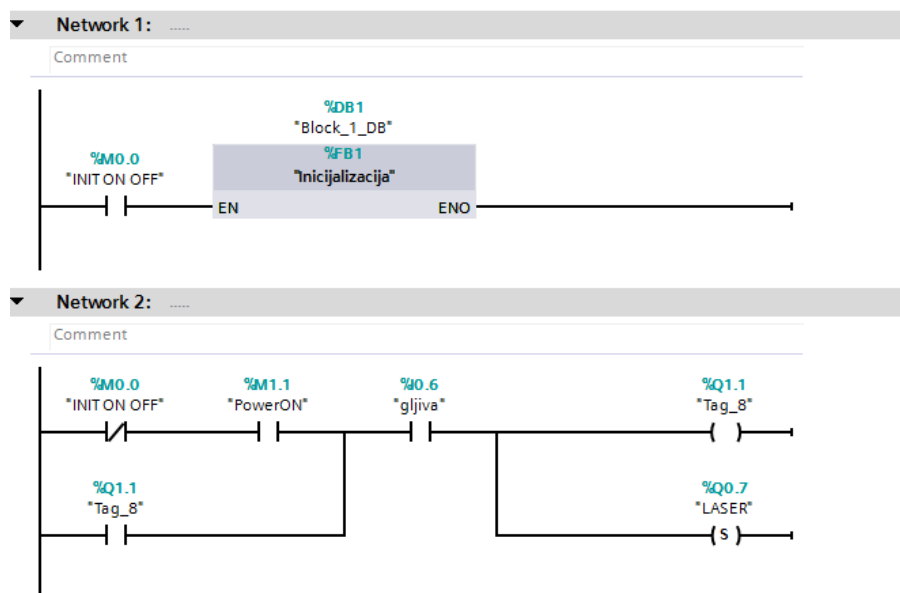 Network 1: .....
Comment
%DB1
"Block_1_DB"
%FB1
"Inicijalizacija"
%M0.0
"INIT ON OFF"
EN ENO
Network 2: .....
Comment
%M0.0 %M1.1 %I0.6 %Q1.1
"INIT ON OFF" "PowerON" "gljiva" "Tag_8"
%Q1.1 %Q0.7
"Tag_8" "LASER"
S